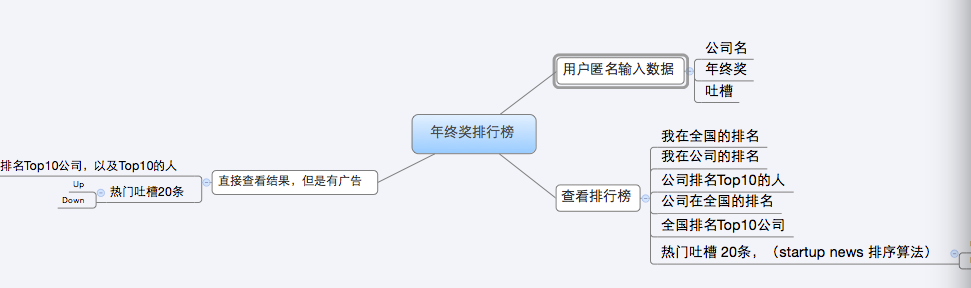 年终奖排行榜
用户匿名输入数据
公司名
年终奖
吐槽
查看排行榜
我在全国的排名
我在公司的排名
公司排名Top10的人
公司在全国的排名
全国排名Top10公司
热门吐槽 20条，（startup news 排序算法）
直接查看结果，但是有广告
排名Top10公司，以及Top10的人
热门吐槽20条
Up
Down